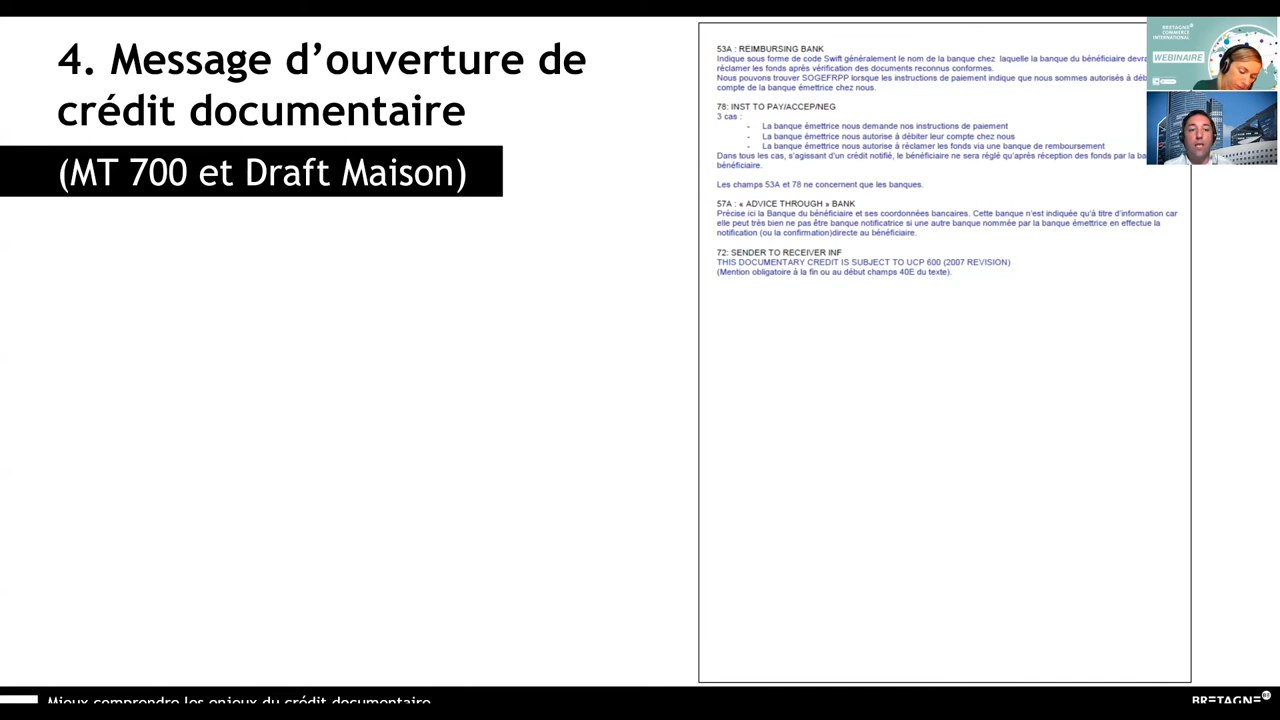 4. Message d’ouverture de
crédit documentaire
(MT 700 et Draft Maison)
53A : REIMBURSING BANK
Indique sous forme de code Swift généralement le nom de la banque chez laquelle la banque du bénéficiaire devra
réclamer les fonds après vérification des documents reconnus conformes.
Nous pouvons trouver SOGEFRPP lorsque les instructions de paiement indique que nous sommes autorisés à
compte de la banque émettrice chez nous.
78: INST TO PAY/ACCEP/NEG
3 cas :
- La banque émettrice nous demande nos instructions de paiement
- La banque émettrice nous autorise à débiter leur compte chez nous
- La banque émettrice nous autorise à réclamer les fonds via une banque de remboursement
Dans tous les cas, s’agissant d’un crédit notifié, le bénéficiaire ne sera réglé qu’après réception des fonds par la
bénéficiaire.
Les champs 53A et 78 ne concernent que les banques.
57A : « ADVICE THROUGH » BANK
Précise ici la Banque du bénéficiaire et ses coordonnées bancaires. Cette banque n’est indiquée qu’à titre d’information car
elle peut très bien ne pas être banque notificatrice si une autre banque nommée par la banque émettrice en effectue la
notification (ou la confirmation)directe au bénéficiaire.
72: SENDER TO RECEIVER INF
THIS DOCUMENTARY CREDIT IS SUBJECT TO UCP 600 (2007 REVISION)
(Mention obligatoire à la fin ou au début champs 40E du texte).
BRETAGNE
COMMERCE
INTERNATIONAL
WEBINAIRE
Mieux comprendre les enjeux du crédit documentaire
BRETAGNE